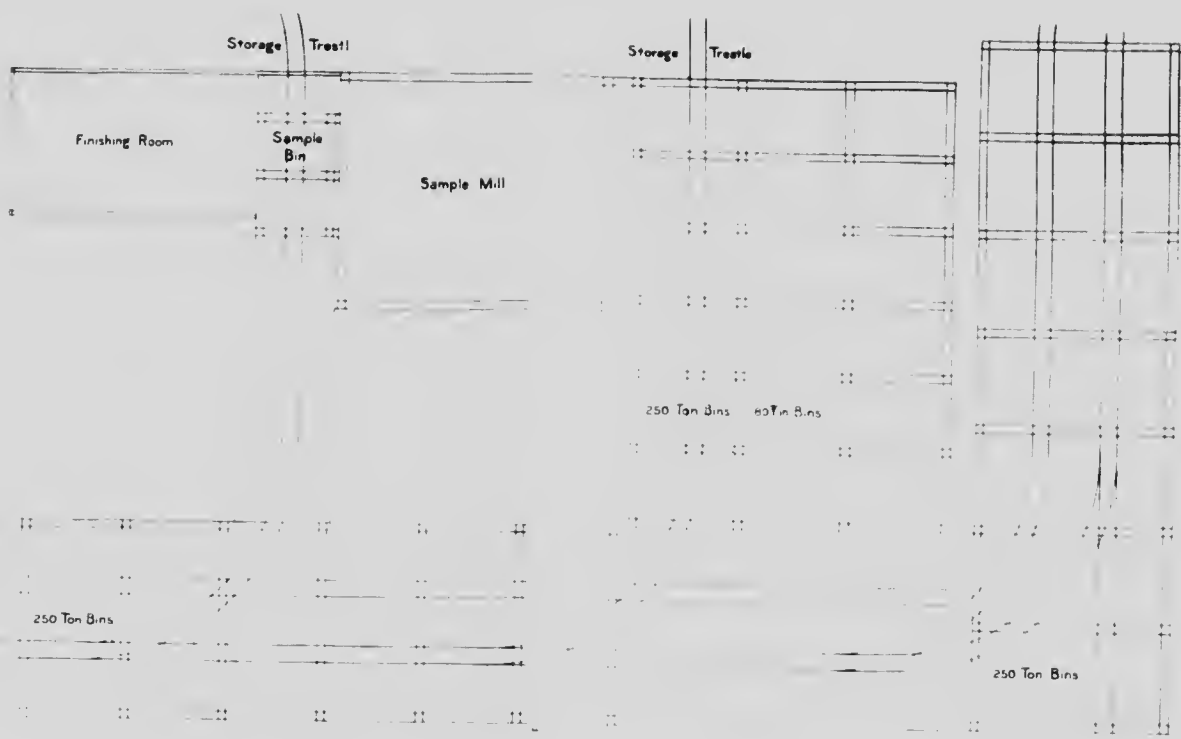 Storage Trestl
Finishing Room
Sample
Bin
Sample Mill
250 Ton Bins
Storage Trestle
250 Ton Bins
Bins
250 Ton Bins